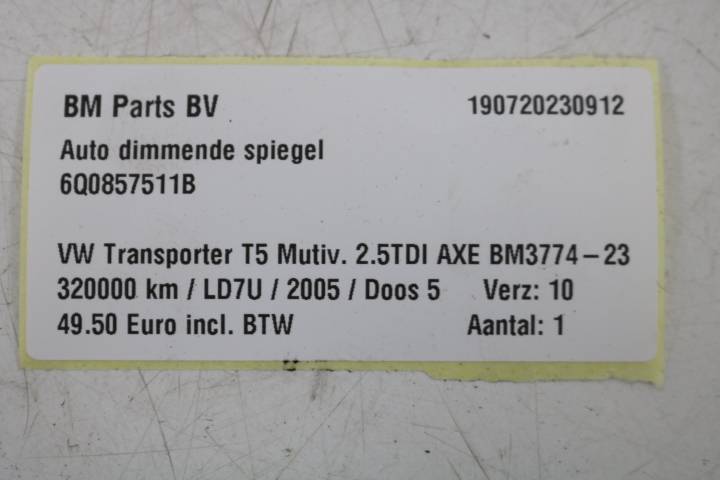 BM Parts BV 190720230912
Auto dimmende spiegel
6Q0857511B
VW Transporter T5 Mutiv. 2.5TDI AXE BM3774-23
320000 km / LD7U / 2005 / Doos 5 Verz: 10
49.50 Euro incl. BTW Aantal: 1